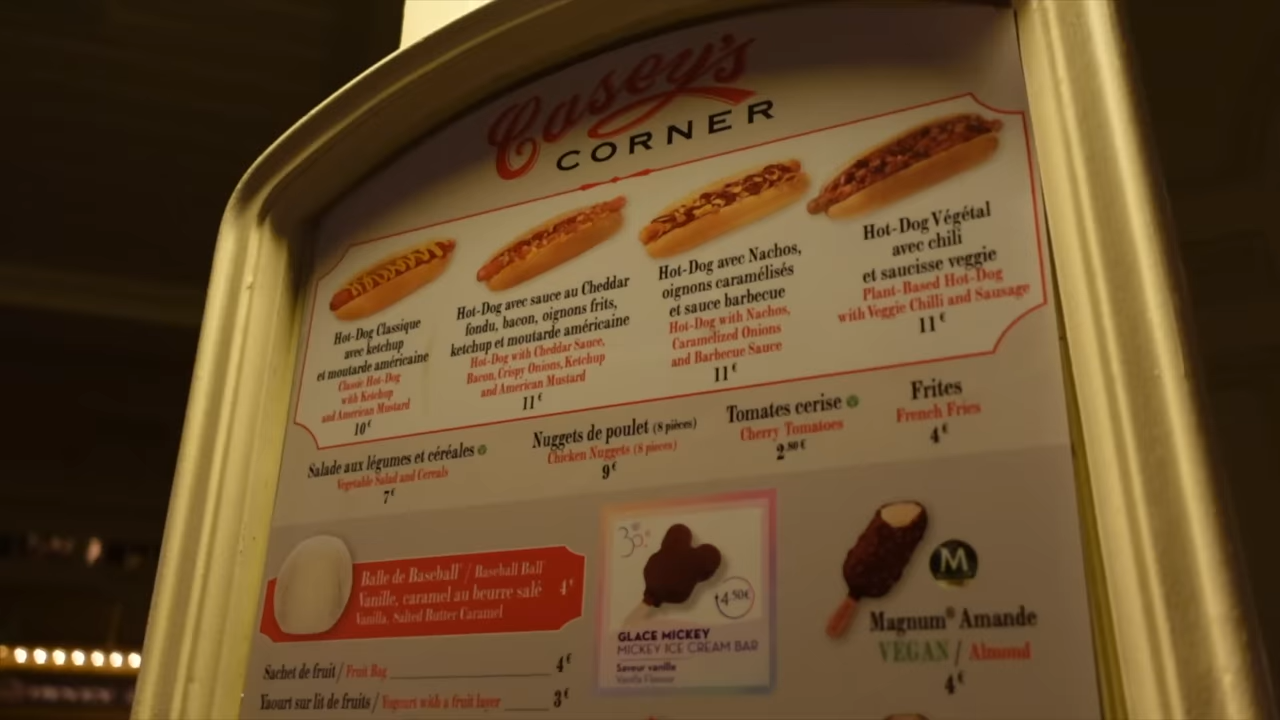 Casey's
CORNER
Hot-Dog Classique
avec ketchup
et moutarde américaine
Classic Hot-Dog
with Ketchup
and American Mustard
10€
Hot-Dog avec sauce au Cheddar
fondu, bacon, oignons frits,
ketchup et moutarde américaine
Hot-Dog with Cheddar Sauce,
Bacon, Crispy Onions, Ketchup
and American Mustard
11€
Hot-Dog avec Nachos,
oignons caramélisés
et sauce barbecue
Hot-Dog with Nachos,
Caramelized Onions
and Barbecue Sauce
11€
Hot-Dog Végétal
avec chili
et saucisse veggie
Plant-Based Hot-Dog
with Veggie Chilli and Sausage
11€
Salade aux légumes et céréales
Vegetable Salad and Cereals
7€
Nuggets de poulet (8 pièces)
Chicken Nuggets (8 pieces)
9€
Tomates cerise
Cherry Tomatoes
2,80€
Frites
French Fries
4€
Balle de Baseball / Baseball Ball
Vanille, caramel au beurre salé
Vanilla, Salted Butter Caramel
4€
30
4,50€
GLACE MICKEY
MICKEY ICE CREAM BAR
Saveur vanille
Vanilla Flavour
M
Magnum® Amande
VEGAN / Almond
4€
Sachet de fruit / Fruit Bag 4€
Yaourt sur lit de fruits / Yogourt with a fruit layer 3€